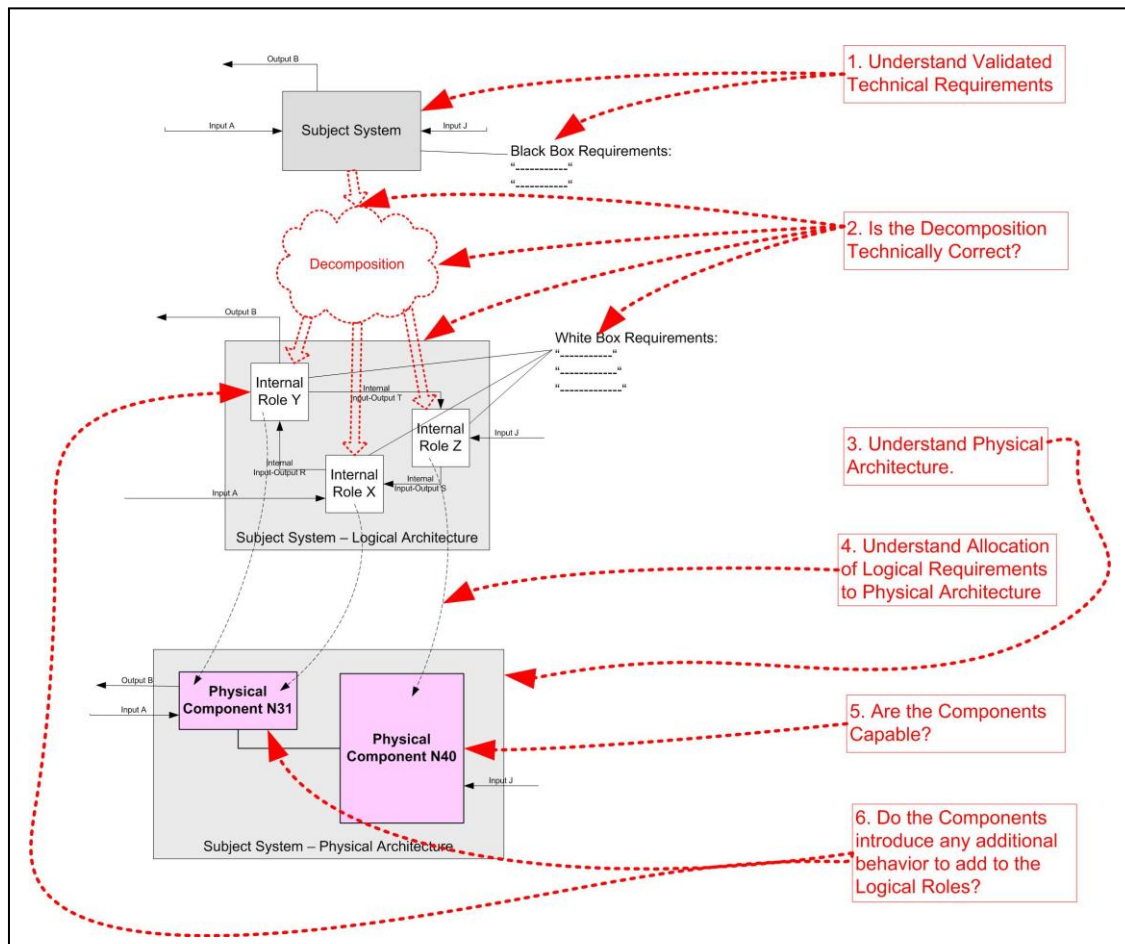 Output B
Input A
Subject System
Input J
Black Box Requirements:
“-----------“
“-----------“
1. Understand Validated
Technical Requirements
Decomposition
2. Is the Decomposition
Technically Correct?
Output B
White Box Requirements:
“-----------“
“------------“
“-------------“
Internal
Role Y
Internal
Input-Output T
Internal
Role Z
Input J
Internal
Input-Output R
Internal
Role X
Internal
Input-Output S
Input A
Subject System – Logical Architecture
3. Understand Physical
Architecture.
4. Understand Allocation
of Logical Requirements
to Physical Architecture
Output B
Input A
Physical
Component N31
Physical
Component N40
Input J
Subject System – Physical Architecture
5. Are the Components
Capable?
6. Do the Components
introduce any additional
behavior to add to the
Logical Roles?